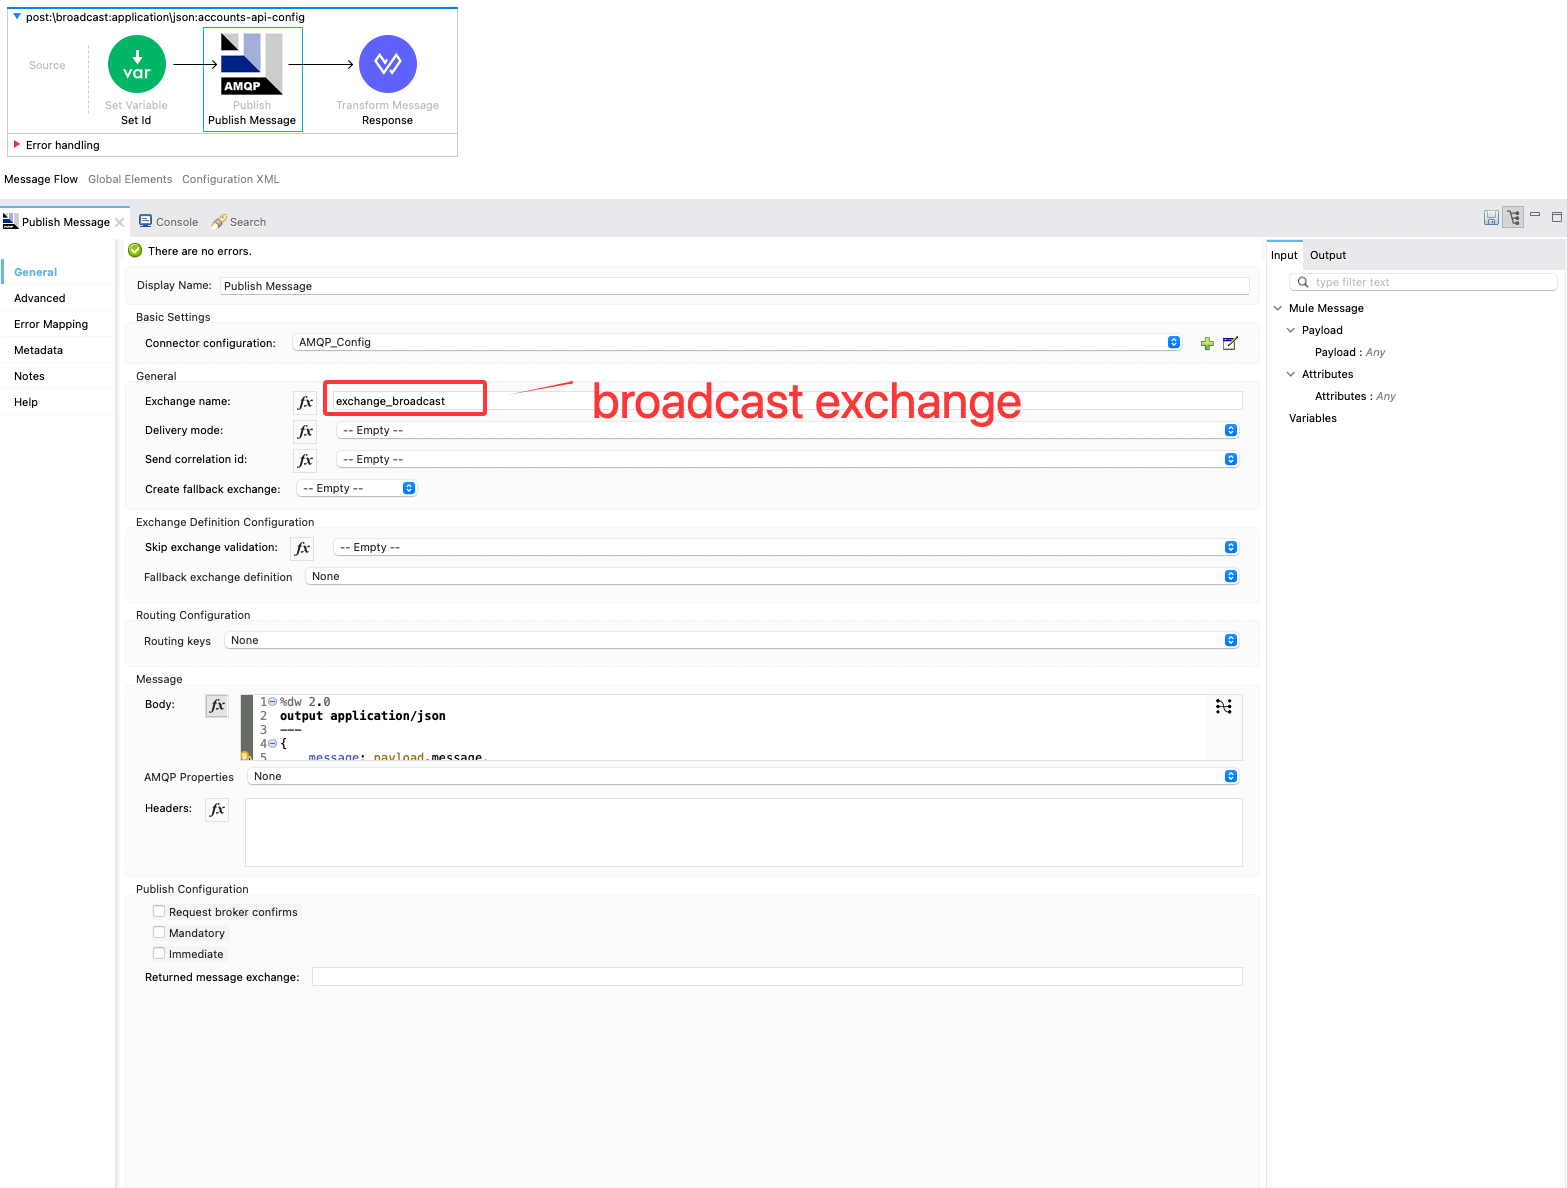 post:\broadcast:application\json:accounts-api-config
Source
var
AMQP
Set Variable
Publish
Transform Message
Set Id
Publish Message
Response
Error handling
Message Flow
Global Elements
Configuration XML
Publish Message
Console
Search
There are no errors.
General
Advanced
Error Mapping
Metadata
Notes
Help
Display Name:
Publish Message
Basic Settings
Connector configuration:
AMQP_Config
General
Exchange name:
fx
exchange_broadcast
broadcast exchange
Delivery mode:
fx
-- Empty --
Send correlation id:
fx
-- Empty --
Create fallback exchange:
-- Empty --
Exchange Definition Configuration
Skip exchange validation:
fx
-- Empty --
Fallback exchange definition
None
Routing Configuration
Routing keys
None
Message
Body:
fx
1 %dw 2.0
2 output application/json
3 ---
4 {
5 message: payload.message,
AMQP Properties
None
Headers:
fx
Publish Configuration
Request broker confirms
Mandatory
Immediate
Returned message exchange:
Input
Output
type filter text
Mule Message
Payload
Payload : Any
Attributes
Attributes : Any
Variables